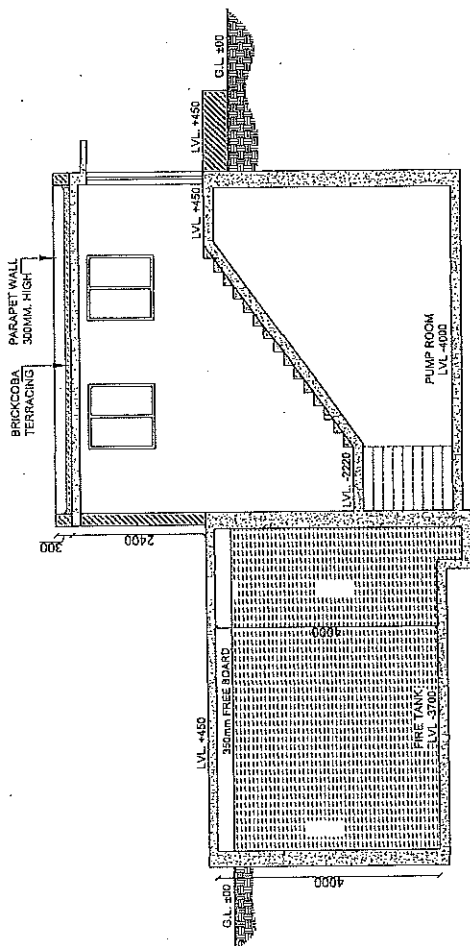 BRICKCOBA
TERRACING
PARAPET WALL
300MM. HIGH
300
2400
LVL. +450
LVL. +450
G.L. ±00
LVL. +450
350mm FREE BOARD
4000
FIRE TANK
LVL -3700
G.L. ±00
4000
LVL. -2220
PUMP ROOM
LVL -4000